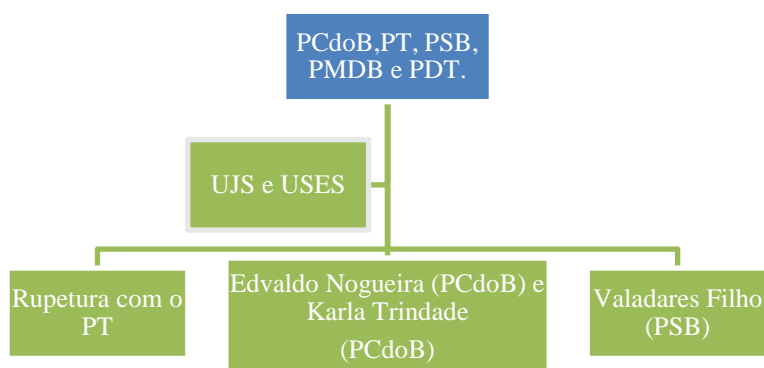 PCdoB,PT, PSB,
PMDB e PDT.
UJS e USES
Rupetura com o
PT
Edvaldo Nogueira (PCdoB) e
Karla Trindade
(PCdoB)
Valadares Filho
(PSB)